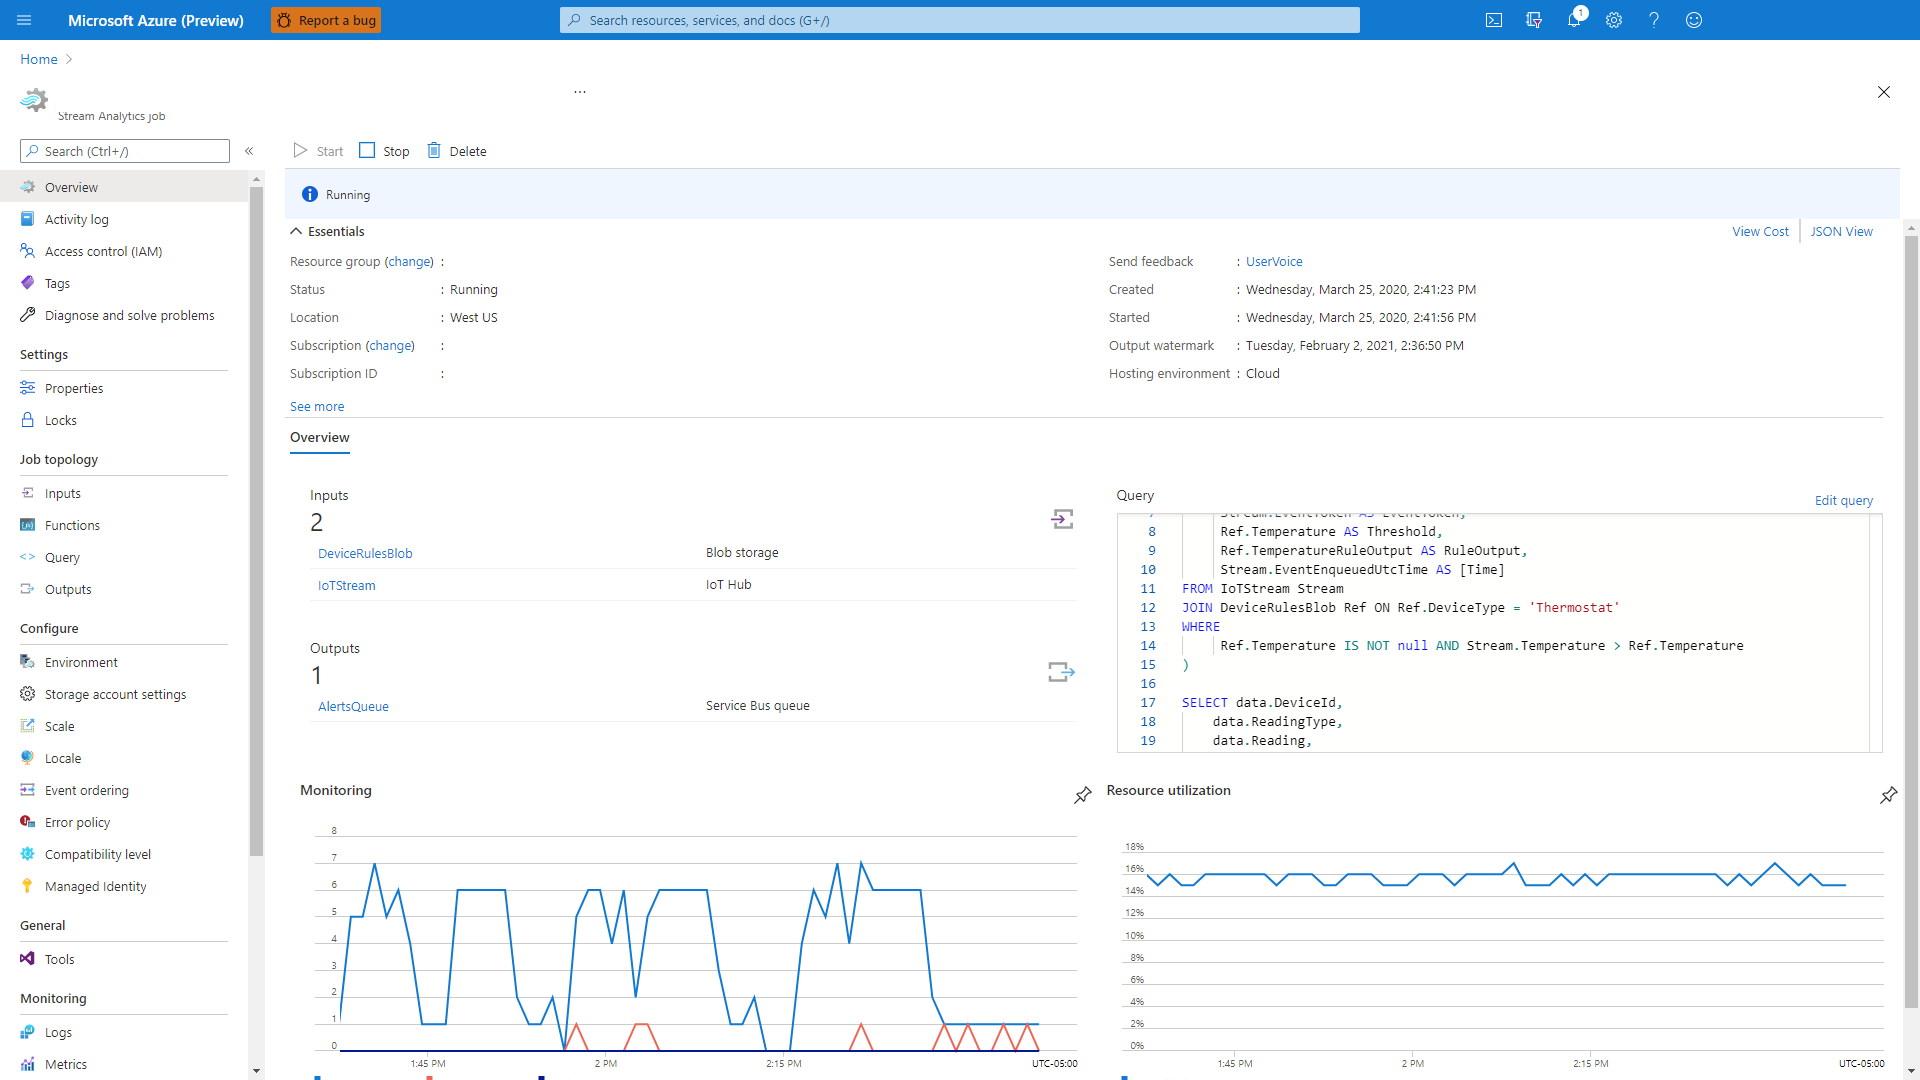 Microsoft Azure (Preview)
Report a bug
Search resources, services, and docs (G+/)
1
Home
...
Stream Analytics job
Search (Ctrl+/)
«
Start
Stop
Delete
Running
Overview
Activity log
Access control (IAM)
Tags
Diagnose and solve problems
Settings
Properties
Locks
Job topology
Inputs
Functions
Query
Outputs
Configure
Environment
Storage account settings
Scale
Locale
Event ordering
Error policy
Compatibility level
Managed Identity
General
Tools
Monitoring
Logs
Metrics
Essentials
View Cost
JSON View
Resource group (change) :
Status : Running
Location : West US
Subscription (change) :
Subscription ID :
See more
Send feedback : UserVoice
Created : Wednesday, March 25, 2020, 2:41:23 PM
Started : Wednesday, March 25, 2020, 2:41:56 PM
Output watermark : Tuesday, February 2, 2021, 2:36:50 PM
Hosting environment : Cloud
Overview
Inputs
2
DeviceRulesBlob Blob storage
IoTStream IoT Hub
Outputs
1
AlertsQueue Service Bus queue
Query
Edit query
7 Stream.EventToken AS EventToken,
8 Ref.Temperature AS Threshold,
9 Ref.TemperatureRuleOutput AS RuleOutput,
10 Stream.EventEnqueuedUtcTime AS [Time]
11 FROM IoTStream Stream
12 JOIN DeviceRulesBlob Ref ON Ref.DeviceType = 'Thermostat'
13 WHERE
14 Ref.Temperature IS NOT null AND Stream.Temperature > Ref.Temperature
15 )
16
17 SELECT data.DeviceId,
18 data.ReadingType,
19 data.Reading,
Monitoring
8
7
6
5
4
3
2
1
0
1:45 PM 2 PM 2:15 PM UTC-05:00
Resource utilization
18%
16%
14%
12%
10%
8%
6%
4%
2%
0%
1:45 PM 2 PM 2:15 PM UTC-05:00